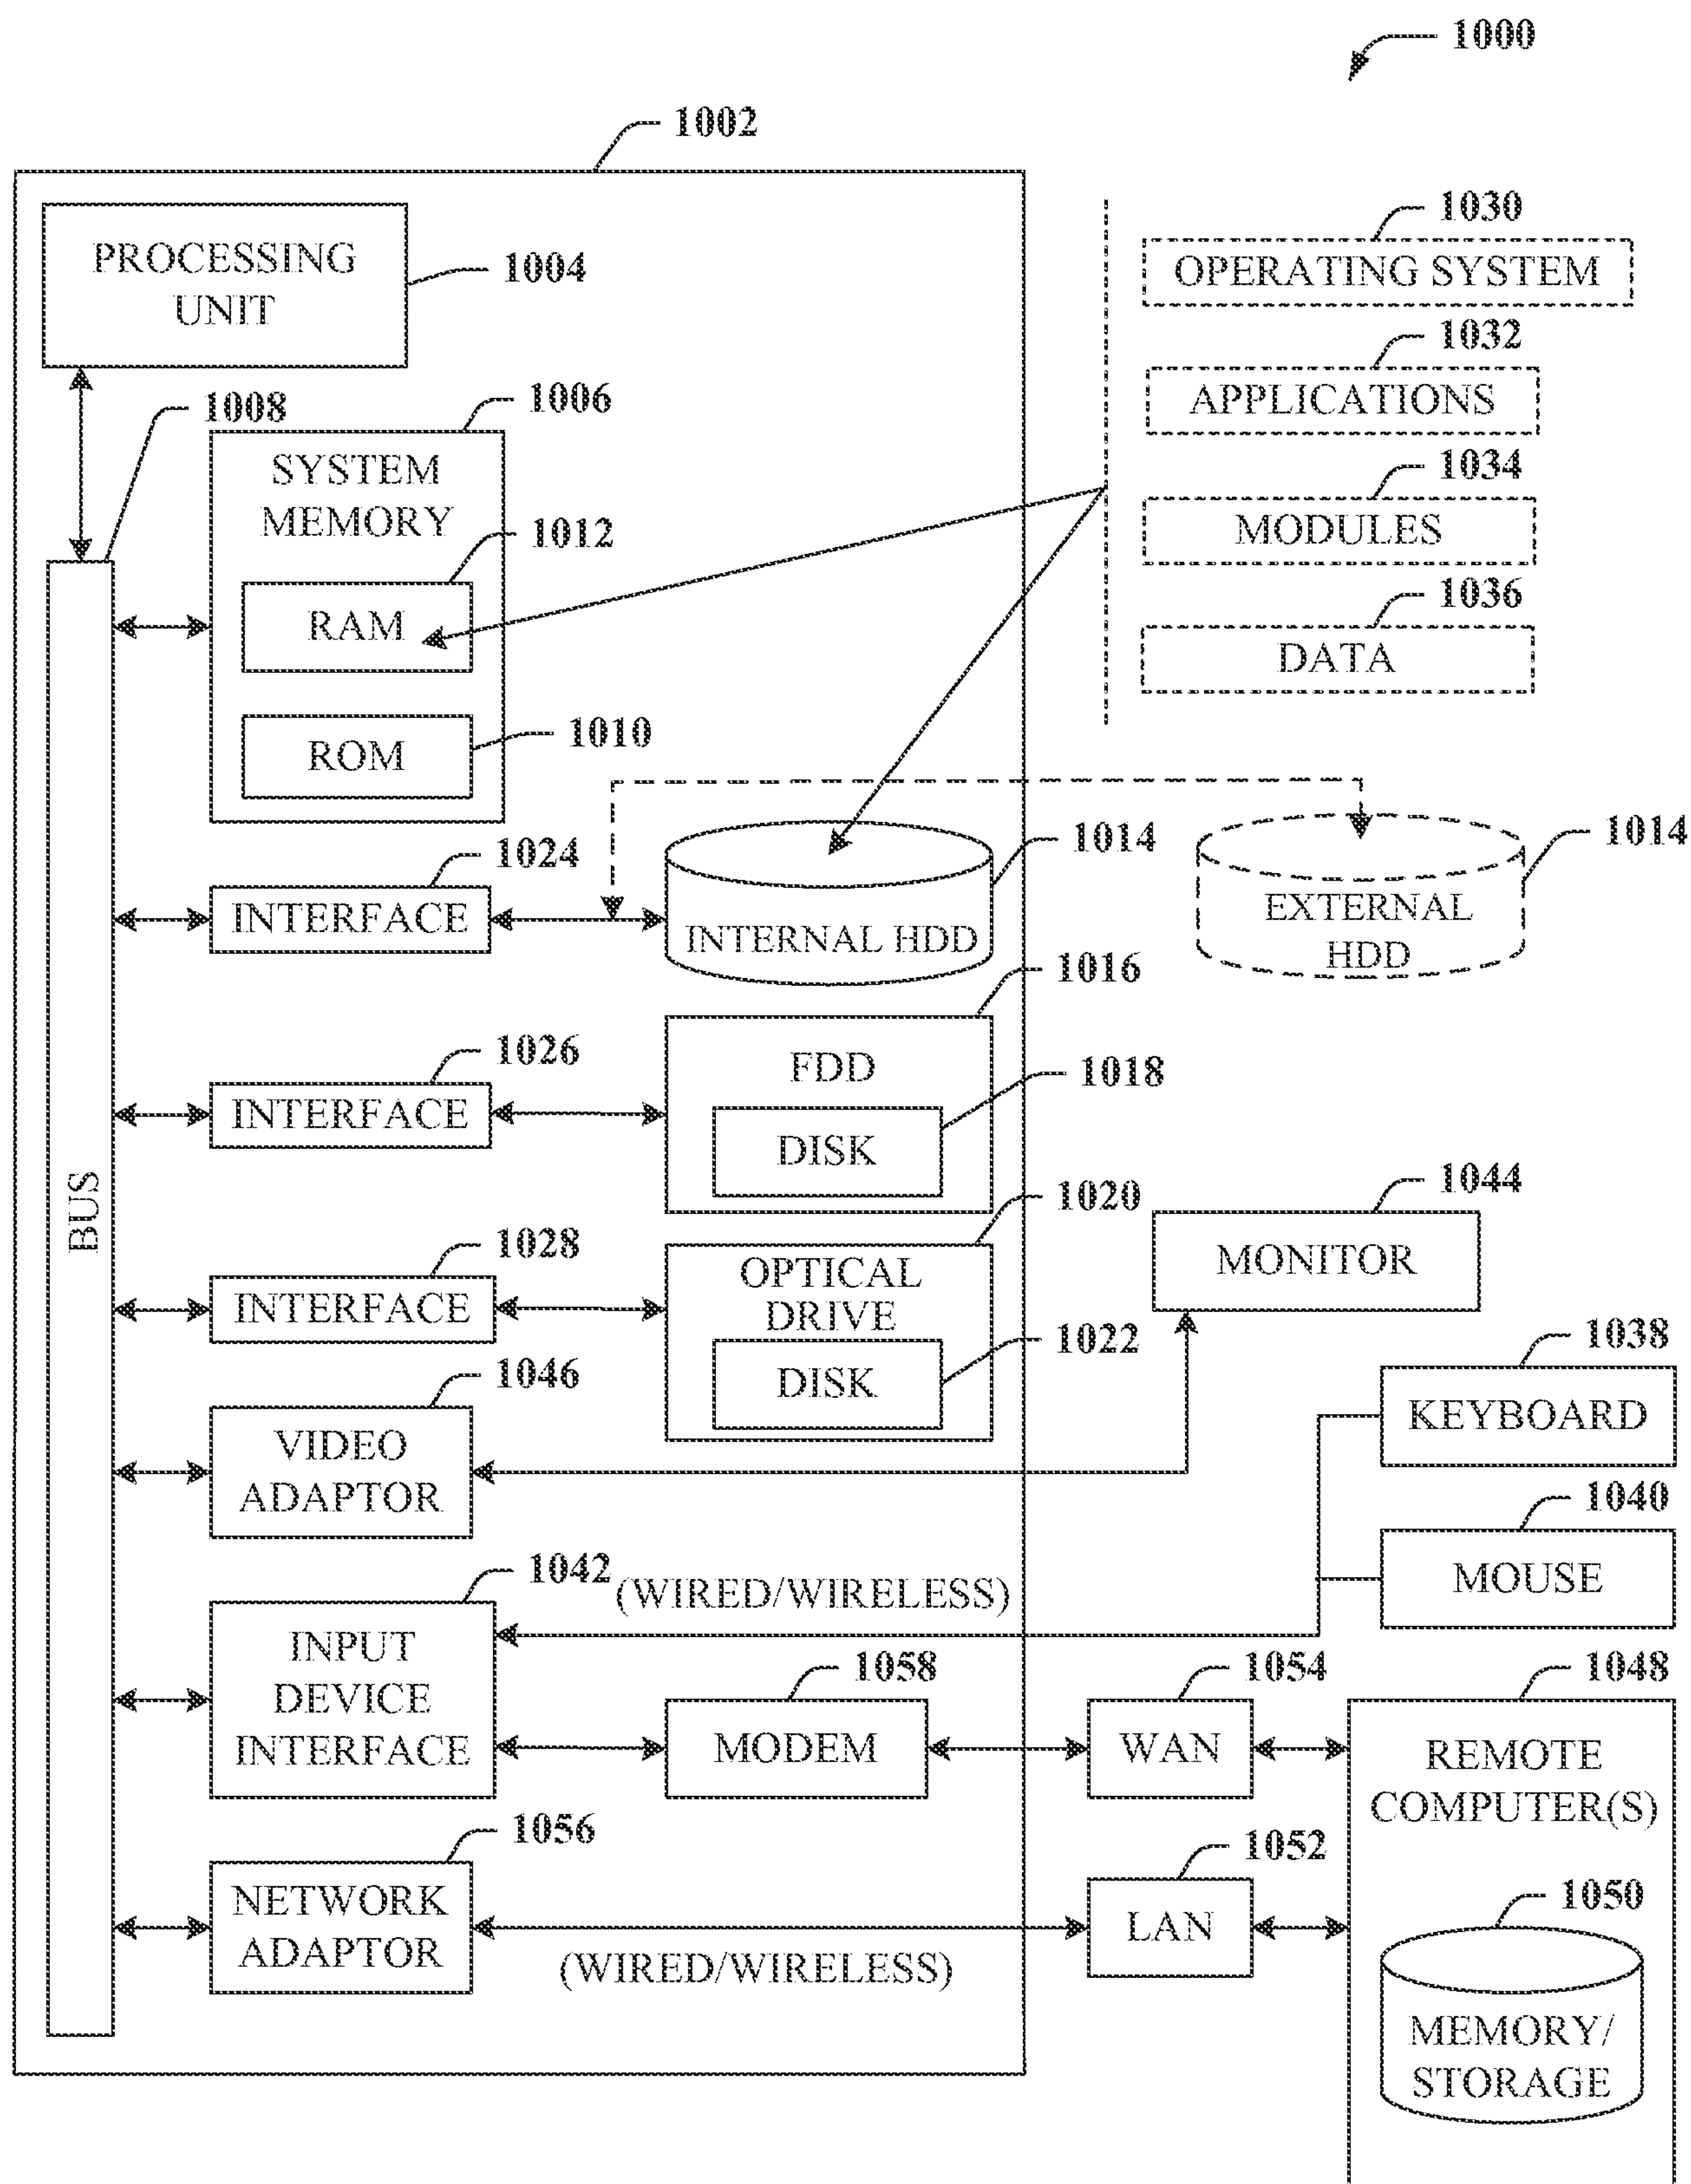 1000
1002
PROCESSING
UNIT
1004
1008
1006
SYSTEM
MEMORY
1012
RAM
ROM
1010
1030
OPERATING SYSTEM
1032
APPLICATIONS
1034
MODULES
1036
DATA
BUS
1024
INTERFACE
1014
INTERNAL HDD
1014
EXTERNAL
HDD
1026
INTERFACE
1016
FDD
1018
DISK
1028
INTERFACE
1020
OPTICAL
DRIVE
1022
DISK
1044
MONITOR
1046
VIDEO
ADAPTOR
1038
KEYBOARD
1040
MOUSE
1042
(WIRED/WIRELESS)
INPUT
DEVICE
INTERFACE
1058
MODEM
1054
WAN
1048
REMOTE
COMPUTER(S)
1056
NETWORK
ADAPTOR
(WIRED/WIRELESS)
1052
LAN
1050
MEMORY/
STORAGE